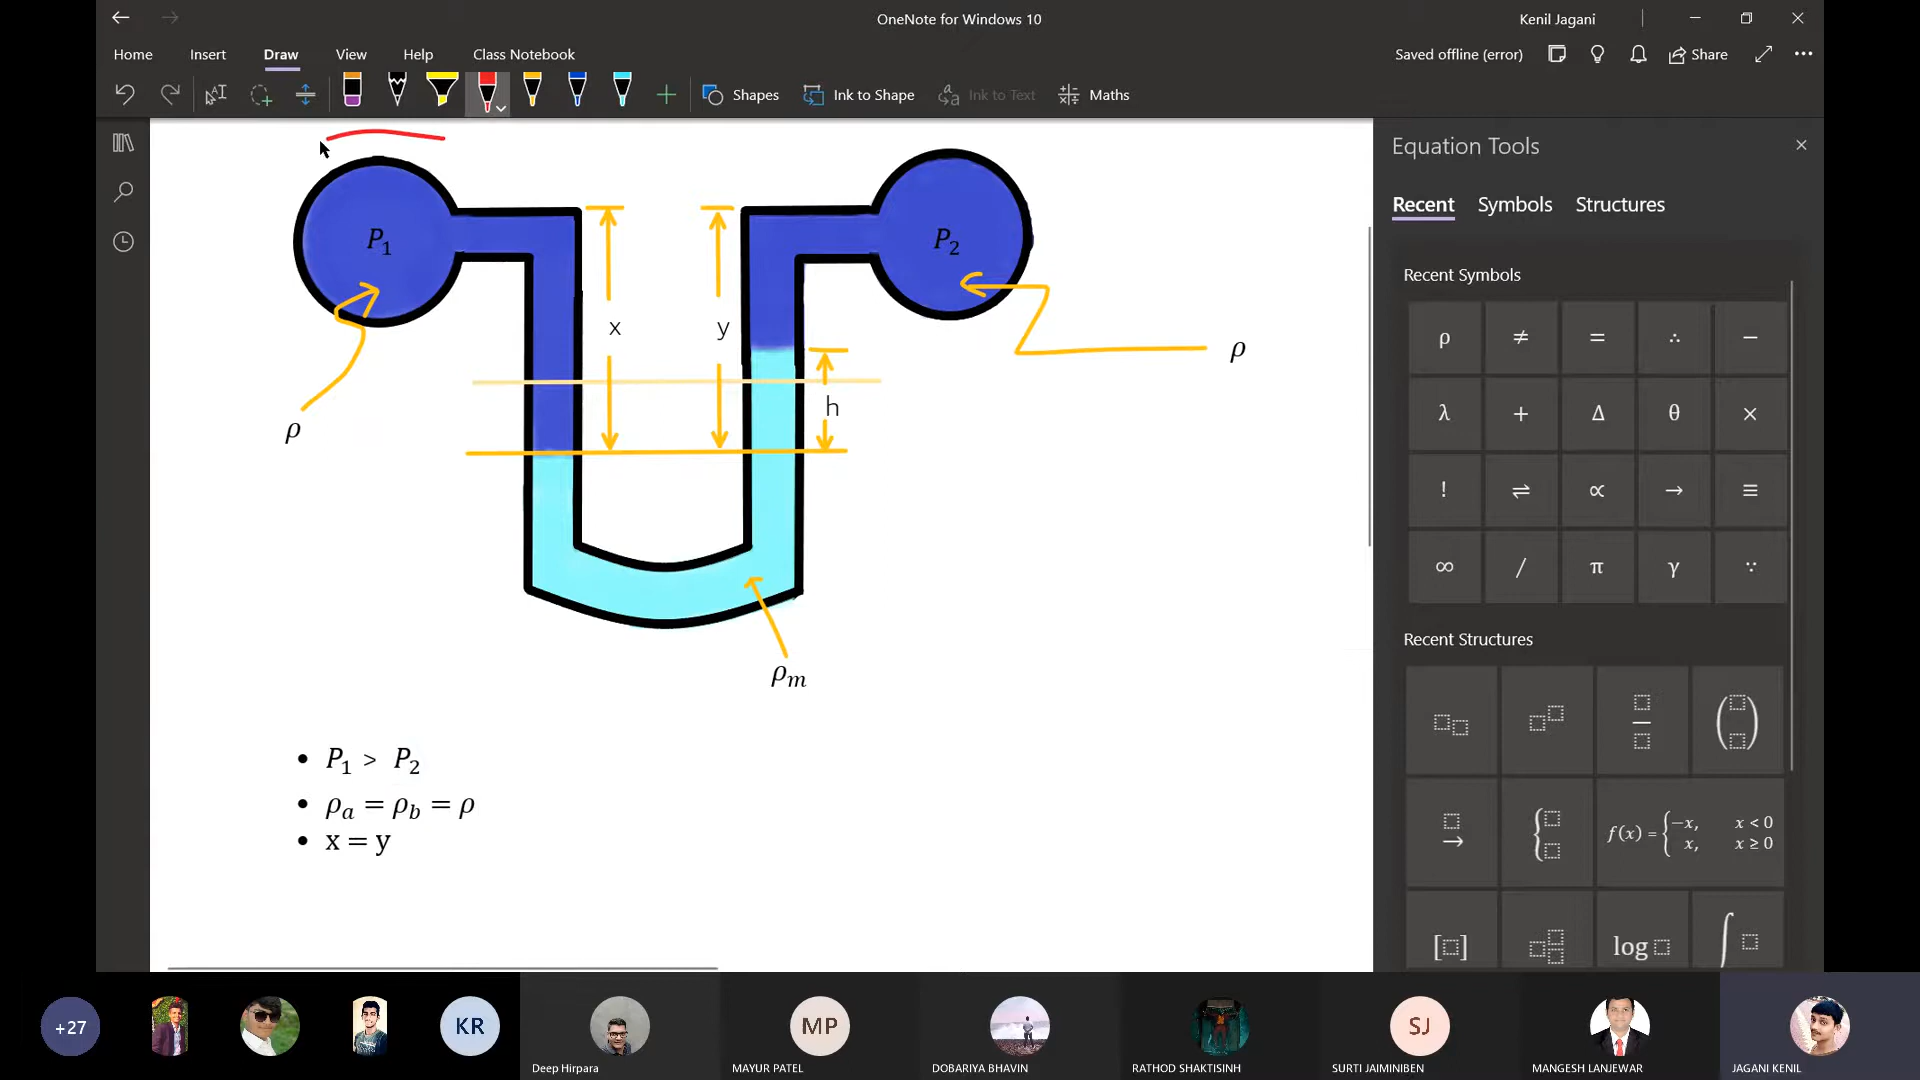 OneNote for Windows 10
Kenil Jagani
Home Insert Draw View Help Class Notebook
Saved offline (error) Share
Shapes Ink to Shape Ink to Text Maths
Equation Tools
Recent Symbols Structures
Recent Symbols
ρ ≠ = ∴ −
λ + Δ θ ×
! ⇌ ∝ → ≡
∞ / π γ ∵
Recent Structures
f(x) = {−x, x < 0
x, x ≥ 0
[□] log □ ∫ □
P₁
P₂
x
y
h
ρ
ρ
ρₘ
• P₁ > P₂
• ρₐ = ρ_b = ρ
• x = y
+27
KR
MP
SJ
Deep Hirpara
MAYUR PATEL
DOBARIYA BHAVIN
RATHOD SHAKTISINH
SURTI JAIMINIBEN
MANGESH LANJEWAR
JAGANI KENIL